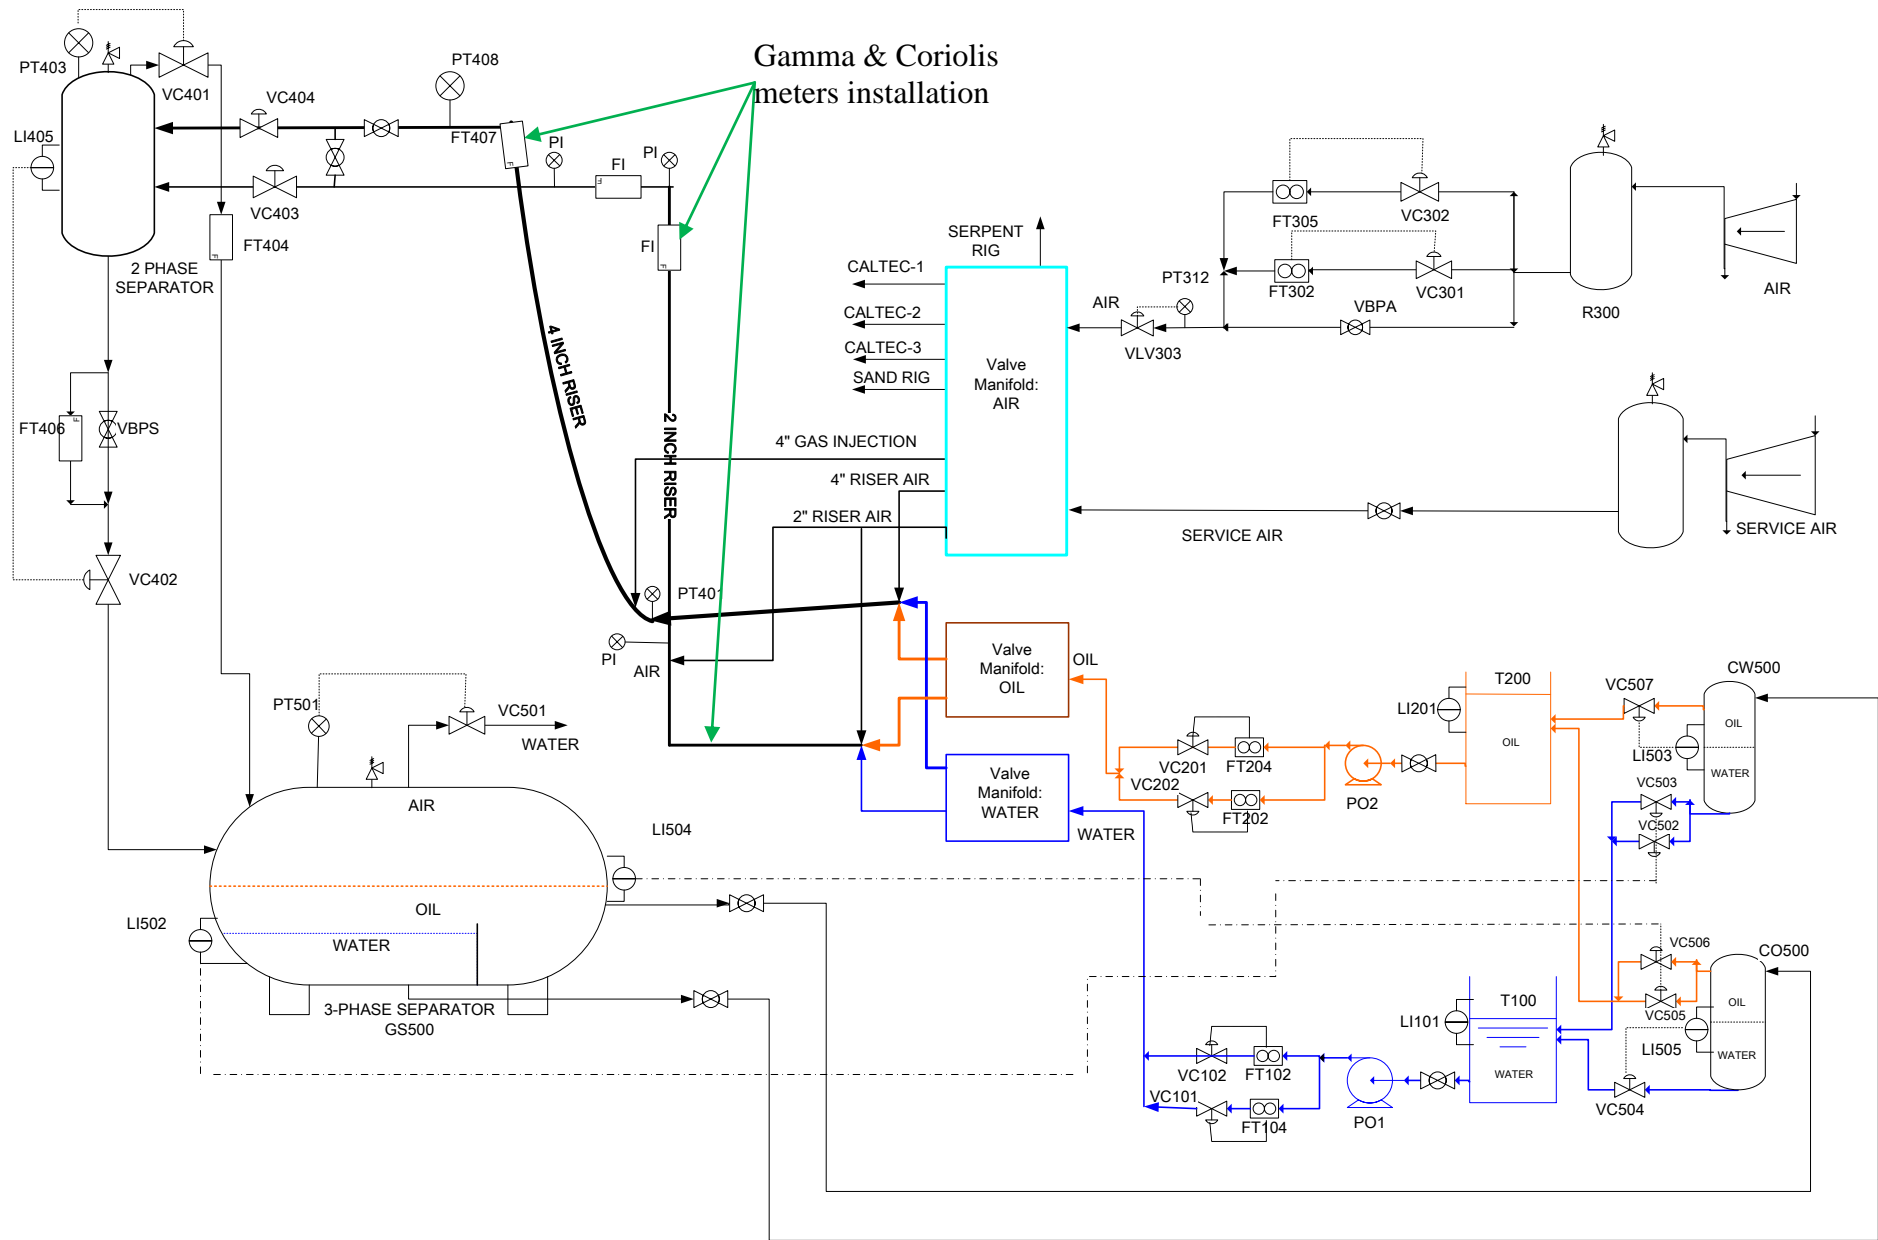 Gamma & Coriolis
meters installation
PT403
VC401
VC404
PT408
LI405
FT407
PI
PI
FI
VC403
FI
FT404
2 PHASE
SEPARATOR
4 INCH RISER
2 INCH RISER
FT406
VBPS
VC402
SERPENT
RIG
CALTEC-1
CALTEC-2
CALTEC-3
SAND RIG
4" GAS INJECTION
4" RISER AIR
2" RISER AIR
Valve
Manifold:
AIR
AIR
PT312
VLV303
FT305
VC302
FT302
VC301
VBPA
R300
AIR
SERVICE AIR
SERVICE AIR
PT401
PI
AIR
Valve
Manifold:
OIL
OIL
Valve
Manifold:
WATER
WATER
VC201
FT204
VC202
FT202
PO2
LI201
T200
OIL
VC507
CW500
OIL
LI503
WATER
VC503
VC502
PT501
VC501
WATER
AIR
LI504
OIL
LI502
WATER
3-PHASE SEPARATOR
GS500
VC102
FT102
VC101
FT104
PO1
LI101
T100
WATER
VC506
CO500
VC505
OIL
LI505
WATER
VC504
F
F
F
F
F